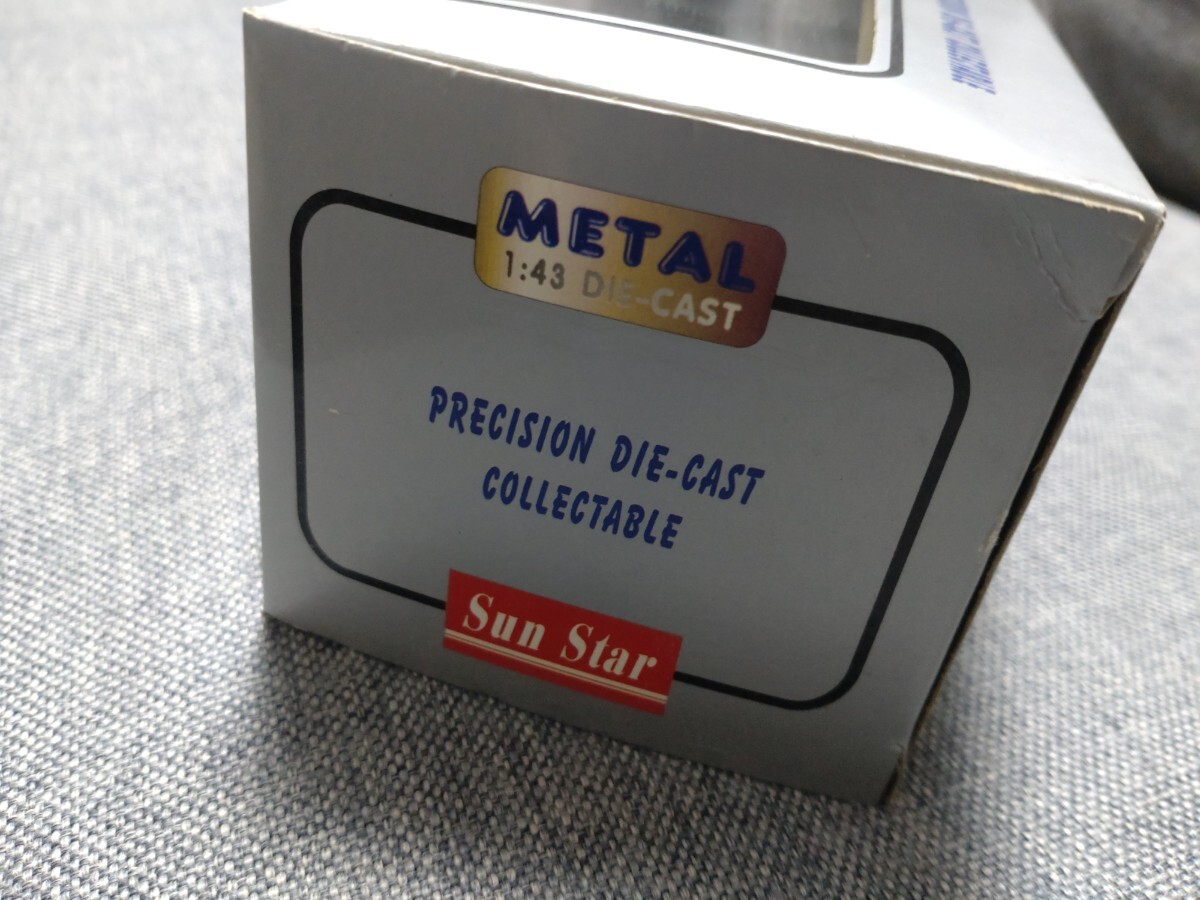 METAL
1:43 DIE-CAST
PRECISION DIE-CAST
COLLECTABLE
Sun Star